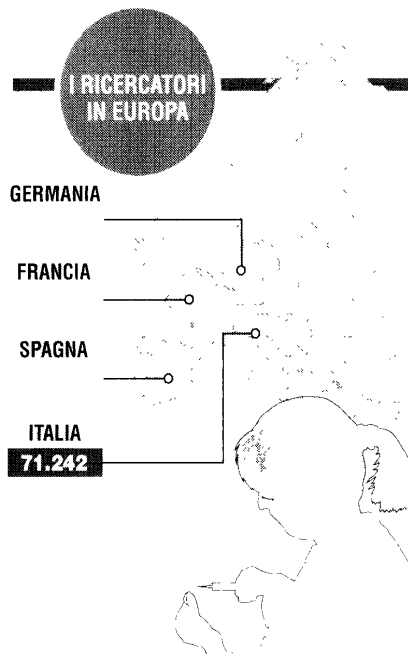 I RICERCATORI
IN EUROPA
GERMANIA
FRANCIA
SPAGNA
ITALIA
71.242